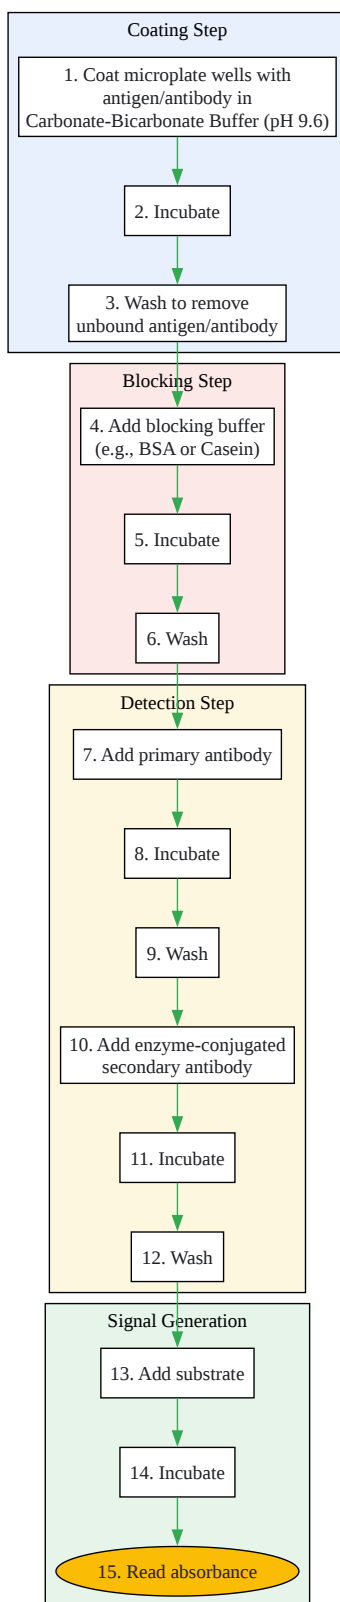 Coating Step
1. Coat microplate wells with
antigen/antibody in
Carbonate-Bicarbonate Buffer (pH 9.6)
2. Incubate
3. Wash to remove
unbound antigen/antibody
Blocking Step
4. Add blocking buffer
(e.g., BSA or Casein)
5. Incubate
6. Wash
Detection Step
7. Add primary antibody
8. Incubate
9. Wash
10. Add enzyme-conjugated
secondary antibody
11. Incubate
12. Wash
Signal Generation
13. Add substrate
14. Incubate
15. Read absorbance